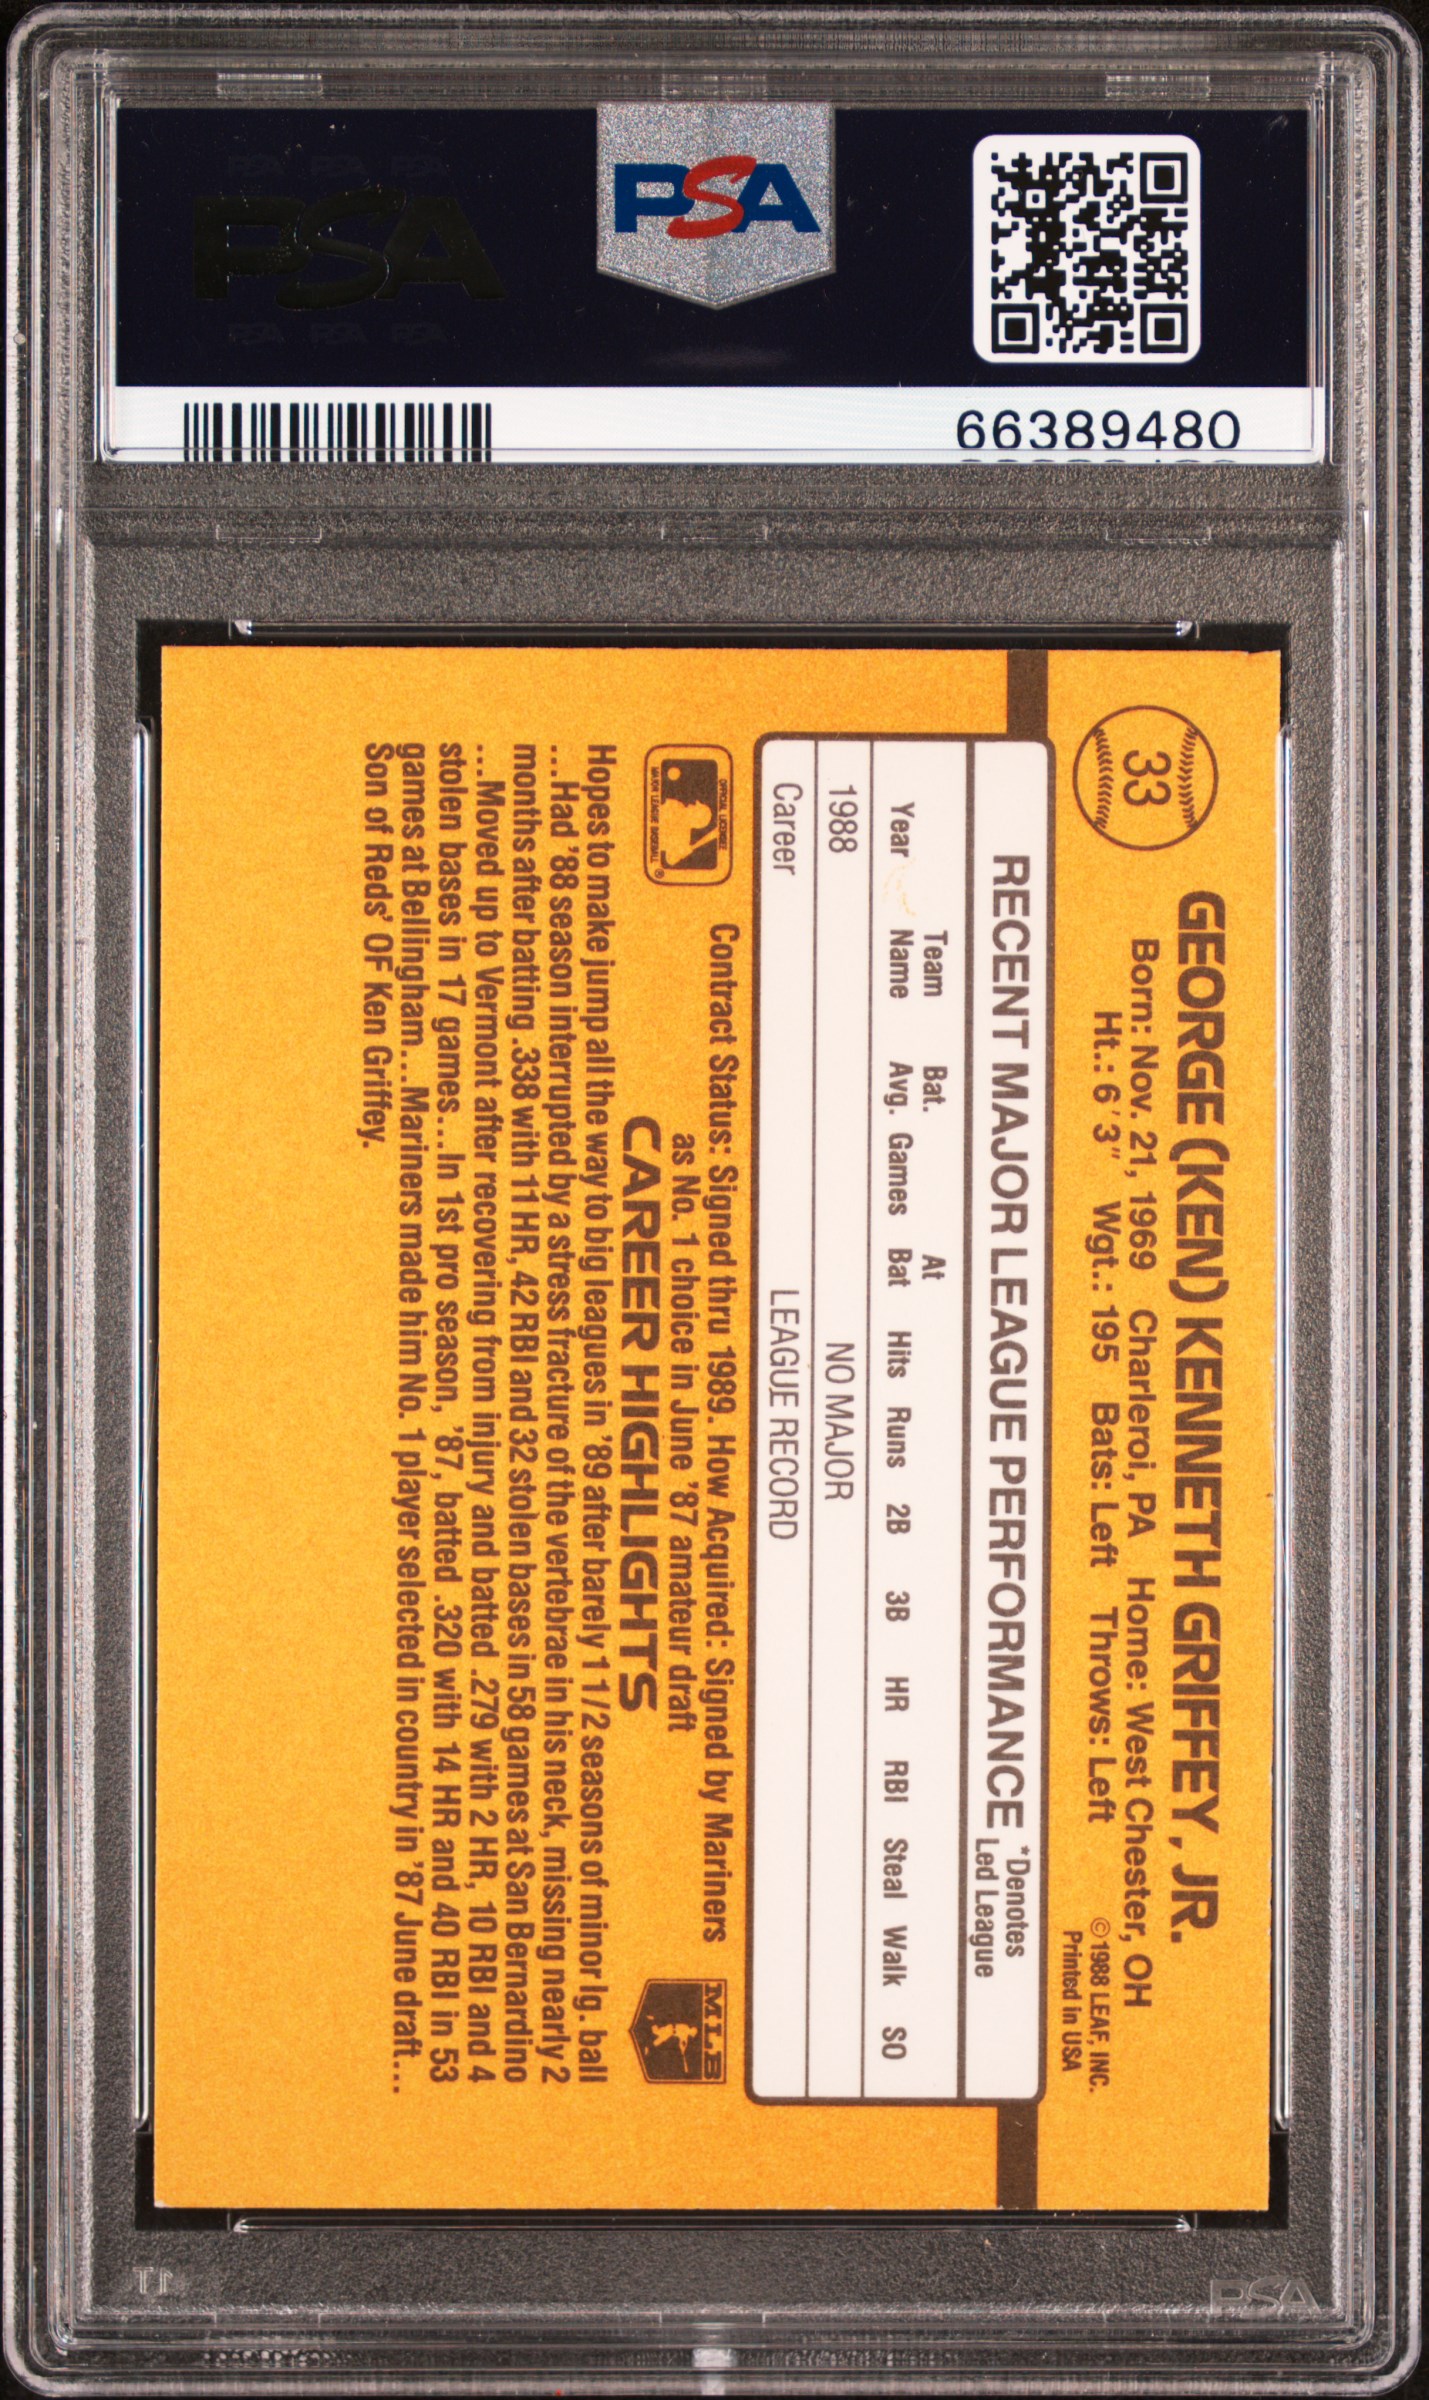 PSA
PSA
66389480
33
GEORGE (KEN) KENNETH GRIFFEY, JR.
Born: Nov. 21, 1969 Charleroi, PA Home: West Chester, OH
Ht.: 6'3" Wgt.: 195 Bats: Left Throws: Left
©1988 LEAF, INC.
Printed in USA
RECENT MAJOR LEAGUE PERFORMANCE *Denotes Led League
Year Team Name Bat. Avg. Games At Bat Hits Runs 2B 3B HR RBI Steal Walk SO
1988 NO MAJOR
Career LEAGUE RECORD
OFFICIAL LICENSEE
MAJOR LEAGUE BASEBALL ®
Contract Status: Signed thru 1989. How Acquired: Signed by Mariners
as No. 1 choice in June '87 amateur draft
MLB
CAREER HIGHLIGHTS
Hopes to make jump all the way to big leagues in '89 after barely 1 1/2 seasons of minor lg. ball
...Had '88 season interrupted by a stress fracture of the vertebrae in his neck, missing nearly 2
months after batting .338 with 11 HR, 42 RBI and 32 stolen bases in 58 games at San Bernardino
...Moved up to Vermont after recovering from injury and batted .279 with 2 HR, 10 RBI and 4
stolen bases in 17 games...In 1st pro season, '87, batted .320 with 14 HR and 40 RBI in 53
games at Bellingham...Mariners made him No. 1 player selected in country in '87 June draft...
Son of Reds' OF Ken Griffey.
PSA